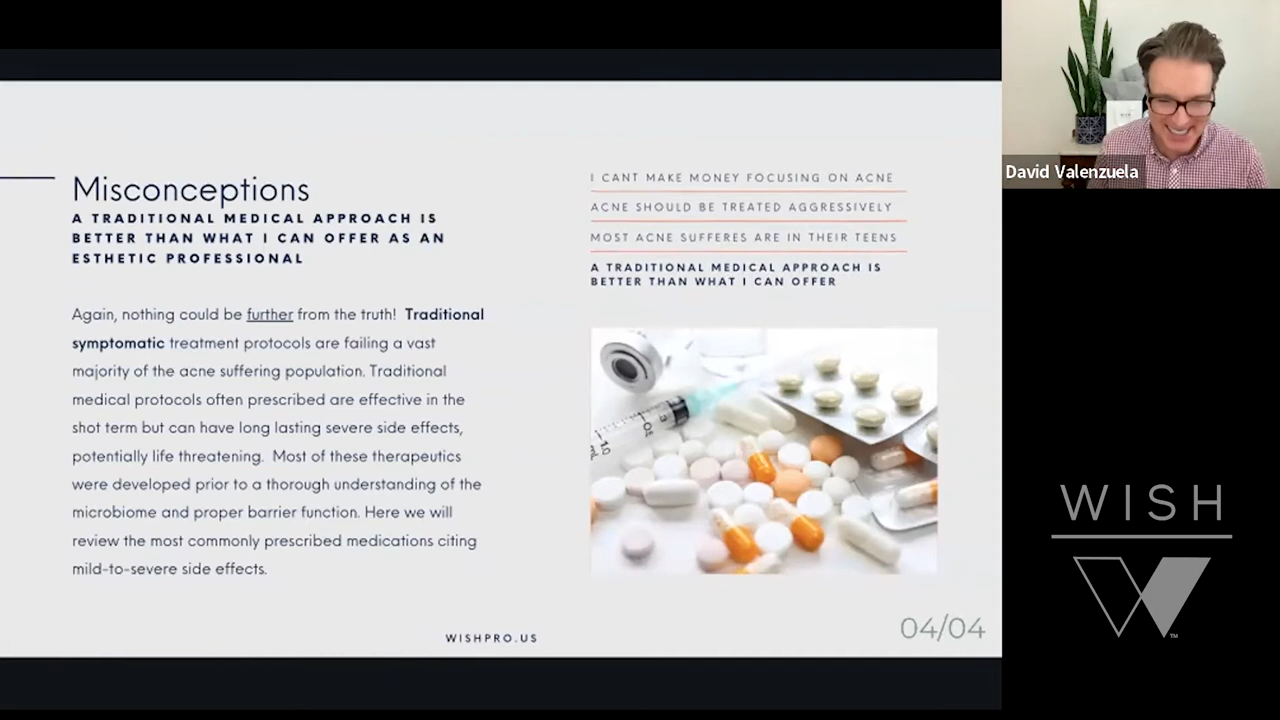 Misconceptions
A TRADITIONAL MEDICAL APPROACH IS
BETTER THAN WHAT I CAN OFFER AS AN
ESTHETIC PROFESSIONAL
Again, nothing could be further from the truth! Traditional
symptomatic treatment protocols are failing a vast
majority of the acne suffering population. Traditional
medical protocols often prescribed are effective in the
shot term but can have long lasting severe side effects,
potentially life threatening. Most of these therapeutics
were developed prior to a thorough understanding of the
microbiome and proper barrier function. Here we will
review the most commonly prescribed medications citing
mild-to-severe side effects.
I CANT MAKE MONEY FOCUSING ON ACNE
ACNE SHOULD BE TREATED AGGRESSIVELY
MOST ACNE SUFFERES ARE IN THEIR TEENS
A TRADITIONAL MEDICAL APPROACH IS
BETTER THAN WHAT I CAN OFFER
WISHPRO.US
04/04
David Valenzuela
WISH
TM